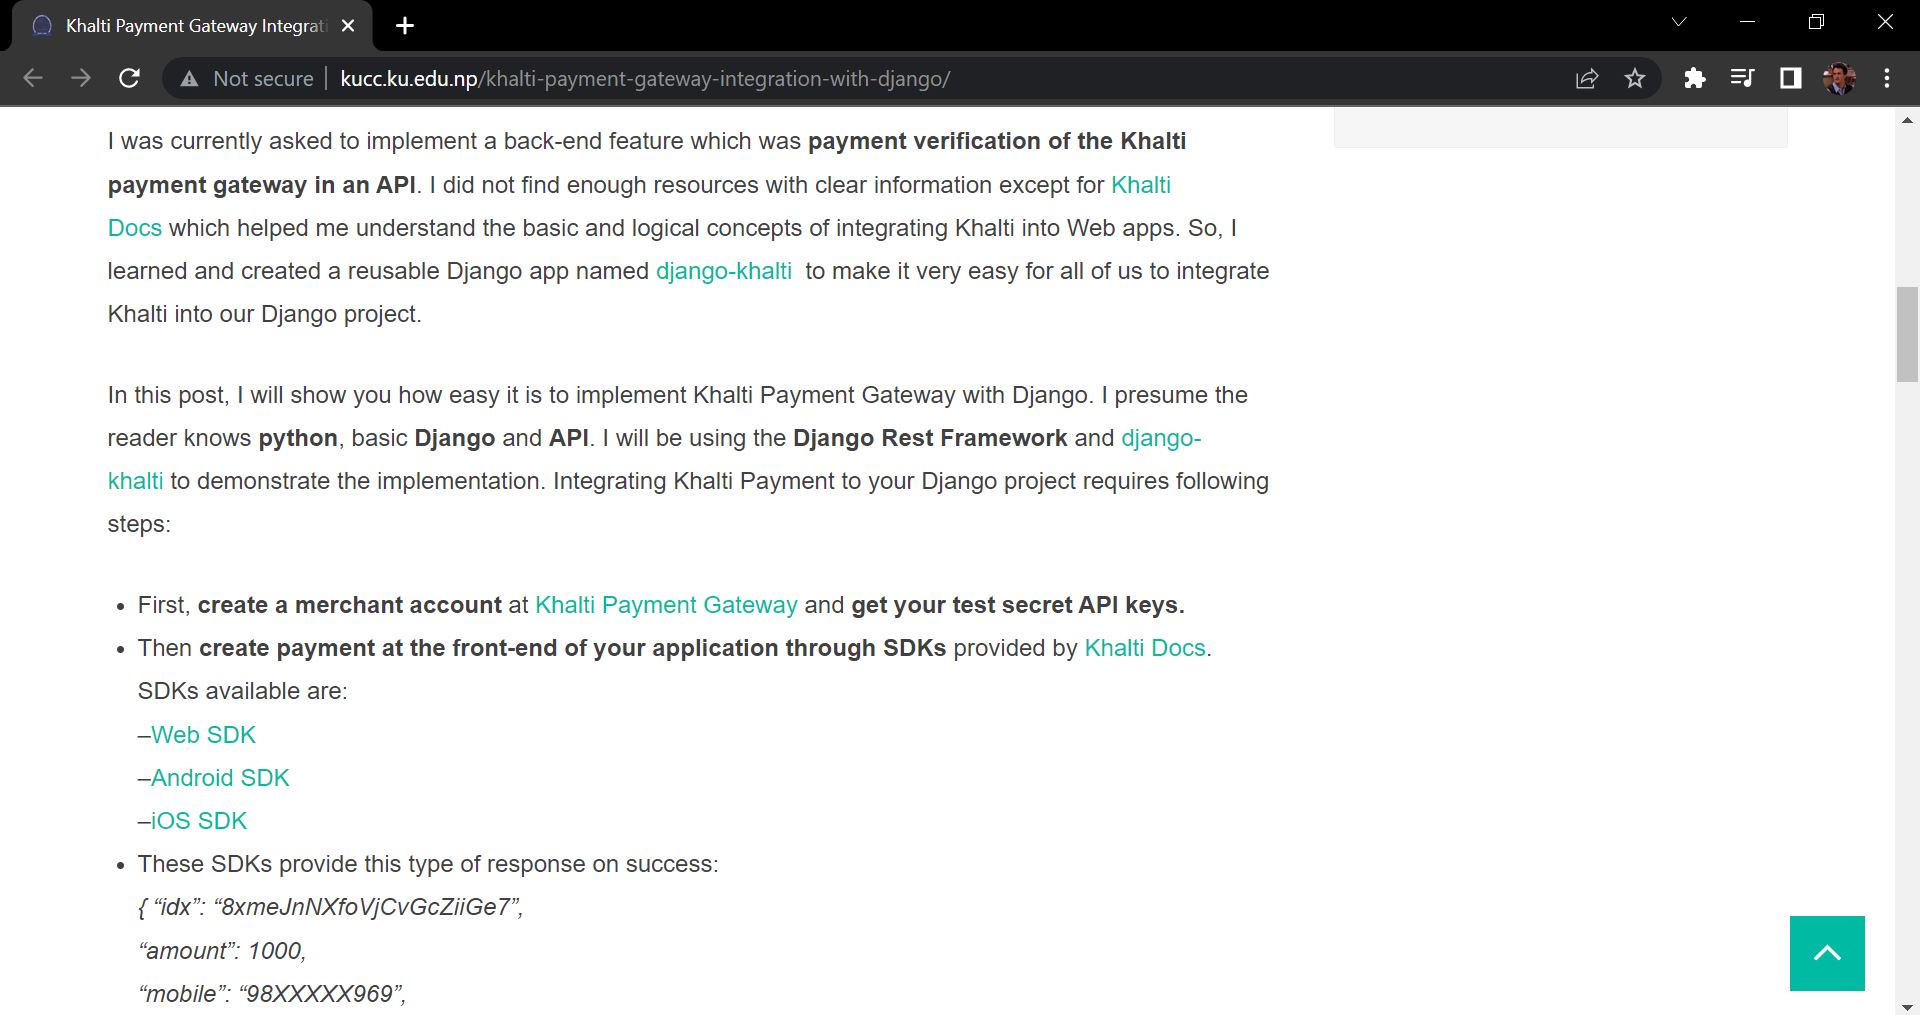 Khalti Payment Gateway Integrati
Not secure | kucc.ku.edu.np/khalti-payment-gateway-integration-with-django/
I was currently asked to implement a back-end feature which was payment verification of the Khalti
payment gateway in an API. I did not find enough resources with clear information except for Khalti
Docs which helped me understand the basic and logical concepts of integrating Khalti into Web apps. So, I
learned and created a reusable Django app named django-khalti to make it very easy for all of us to integrate
Khalti into our Django project.
In this post, I will show you how easy it is to implement Khalti Payment Gateway with Django. I presume the
reader knows python, basic Django and API. I will be using the Django Rest Framework and django-
khalti to demonstrate the implementation. Integrating Khalti Payment to your Django project requires following
steps:
• First, create a merchant account at Khalti Payment Gateway and get your test secret API keys.
• Then create payment at the front-end of your application through SDKs provided by Khalti Docs.
SDKs available are:
–Web SDK
–Android SDK
–iOS SDK
• These SDKs provide this type of response on success:
{ “idx”: “8xmeJnNXfoVjCvGcZiiGe7”,
“amount”: 1000,
“mobile”: “98XXXXX969”,